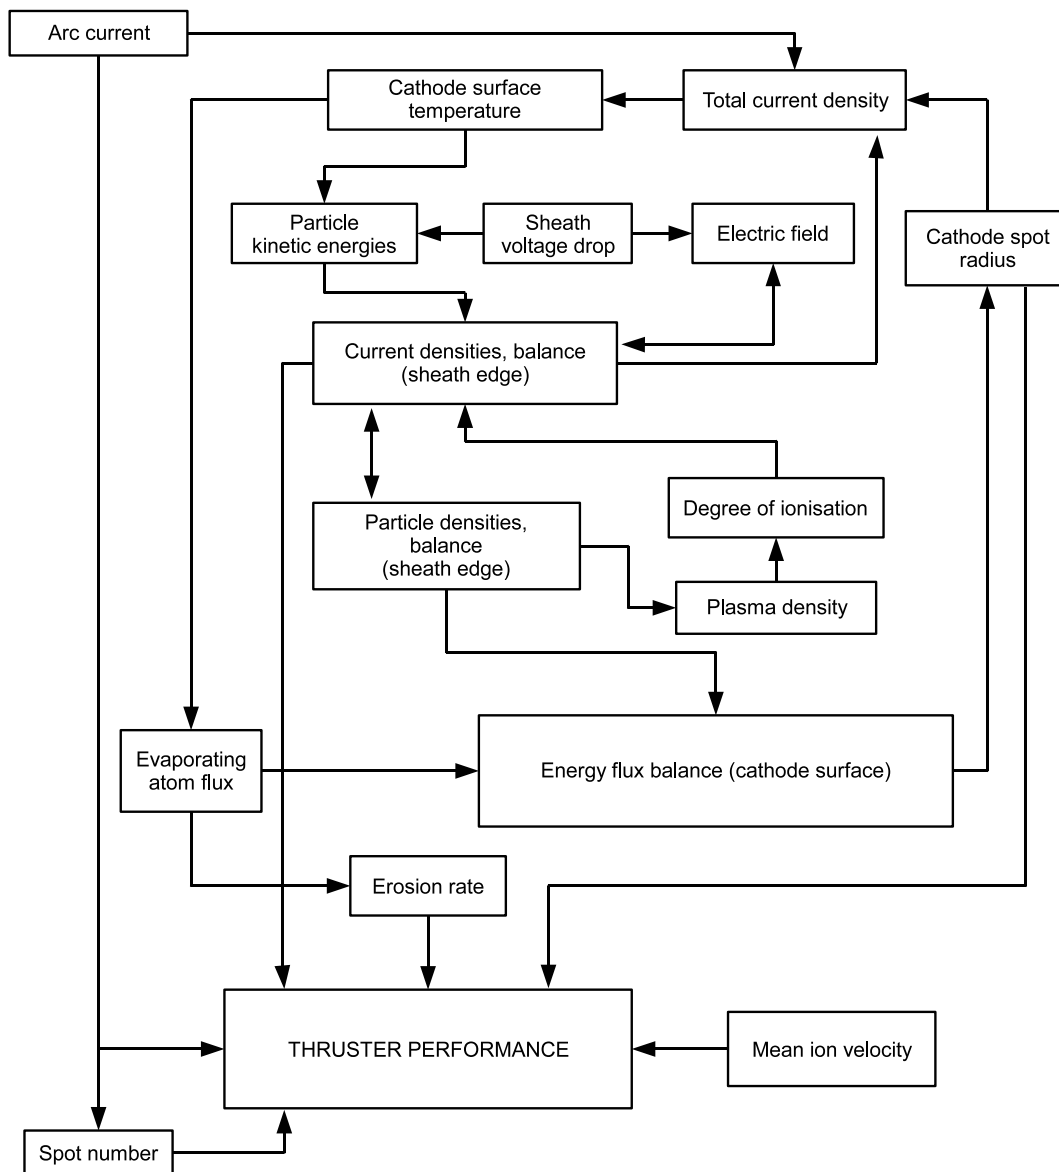 Arc current
Cathode surface
temperature
Total current density
Particle
kinetic energies
Sheath
voltage drop
Electric field
Cathode spot
radius
Current densities, balance
(sheath edge)
Particle densities,
balance
(sheath edge)
Degree of ionisation
Plasma density
Evaporating
atom flux
Energy flux balance (cathode surface)
Erosion rate
THRUSTER PERFORMANCE
Mean ion velocity
Spot number